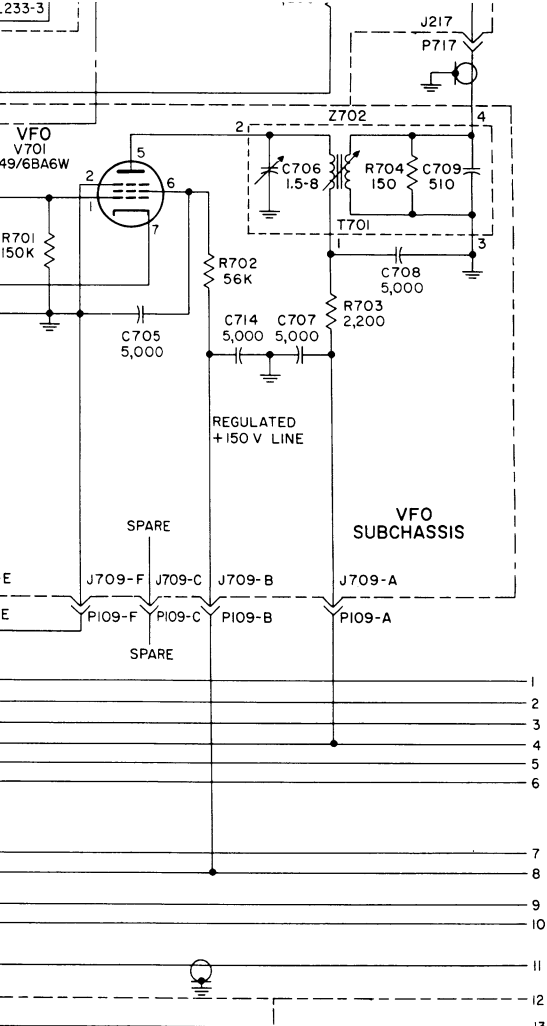 .233-3
J217
P717
VFO
V701
49/6BA6W
5
2
6
1
7
2
Z702
4
C706
1.5-8
R704
150
C709
510
T701
1
3
R701
150K
R702
56K
C708
5,000
R703
2,200
C705
5,000
C714
5,000
C707
5,000
REGULATED
+150 V LINE
VFO
SUBCHASSIS
SPARE
-E
J709-F
J709-C
J709-B
J709-A
E
P109-F
P109-C
P109-B
P109-A
SPARE
1
2
3
4
5
6
7
8
9
10
11
12